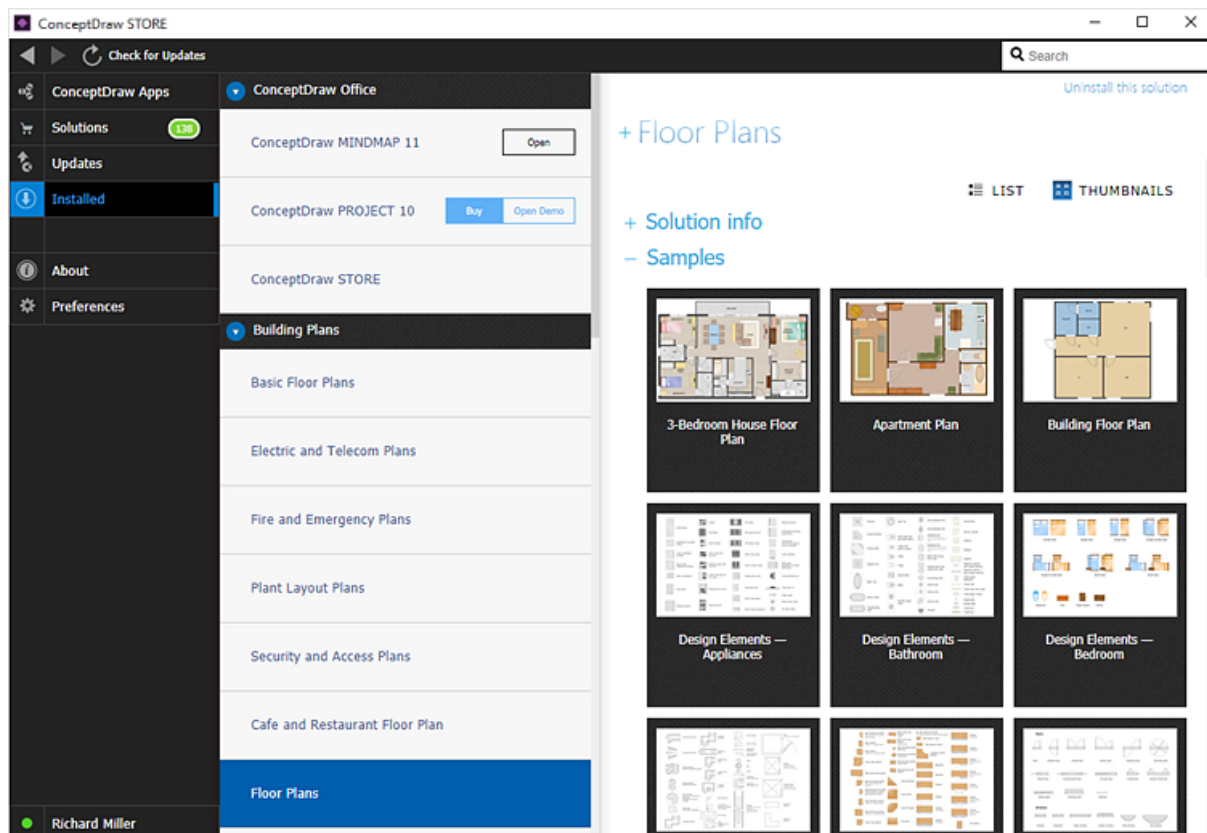 ConceptDraw STORE
Check for Updates
Search
ConceptDraw Apps
Solutions
138
Updates
Installed
About
Preferences
Richard Miller
ConceptDraw Office
ConceptDraw MINDMAP 11
Open
ConceptDraw PROJECT 10
Buy
Open Demo
ConceptDraw STORE
Building Plans
Basic Floor Plans
Electric and Telecom Plans
Fire and Emergency Plans
Plant Layout Plans
Security and Access Plans
Cafe and Restaurant Floor Plan
Floor Plans
Uninstall this solution
+ Floor Plans
LIST
THUMBNAILS
+ Solution info
− Samples
3-Bedroom House Floor
Plan
Apartment Plan
Building Floor Plan
Design Elements —
Appliances
Design Elements —
Bathroom
Design Elements —
Bedroom